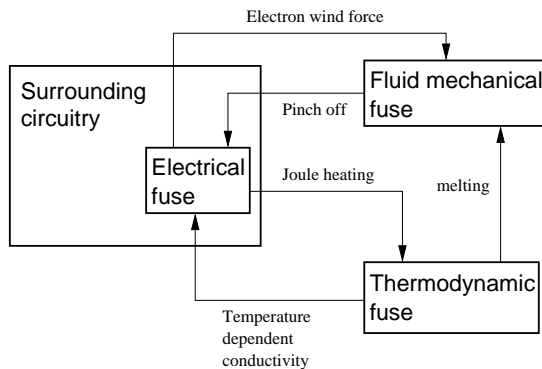 Electron wind force
Surrounding
circuitry
Fluid mechanical
fuse
Pinch off
Electrical
fuse
Joule heating
melting
Thermodynamic
fuse
Temperature
dependent
conductivity